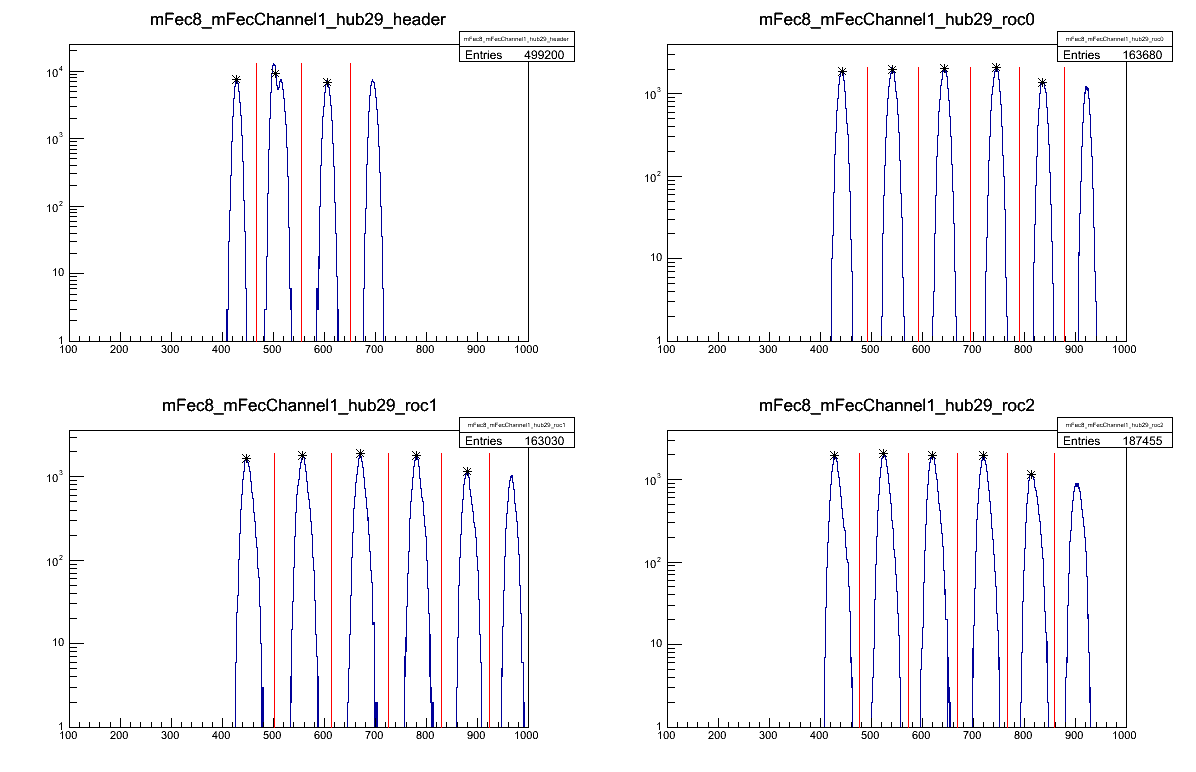 mFec8_mFecChannel1_hub29_header
mFec8_mFecChannel1_hub29_header
Entries 499200
10^4
10^3
10^2
10
1
100 200 300 400 500 600 700 800 900 1000
mFec8_mFecChannel1_hub29_roc0
mFec8_mFecChannel1_hub29_roc0
Entries 163680
10^3
10^2
10
1
100 200 300 400 500 600 700 800 900 1000
mFec8_mFecChannel1_hub29_roc1
mFec8_mFecChannel1_hub29_roc1
Entries 163030
10^3
10^2
10
1
100 200 300 400 500 600 700 800 900 1000
mFec8_mFecChannel1_hub29_roc2
mFec8_mFecChannel1_hub29_roc2
Entries 187455
10^3
10^2
10
1
100 200 300 400 500 600 700 800 900 1000